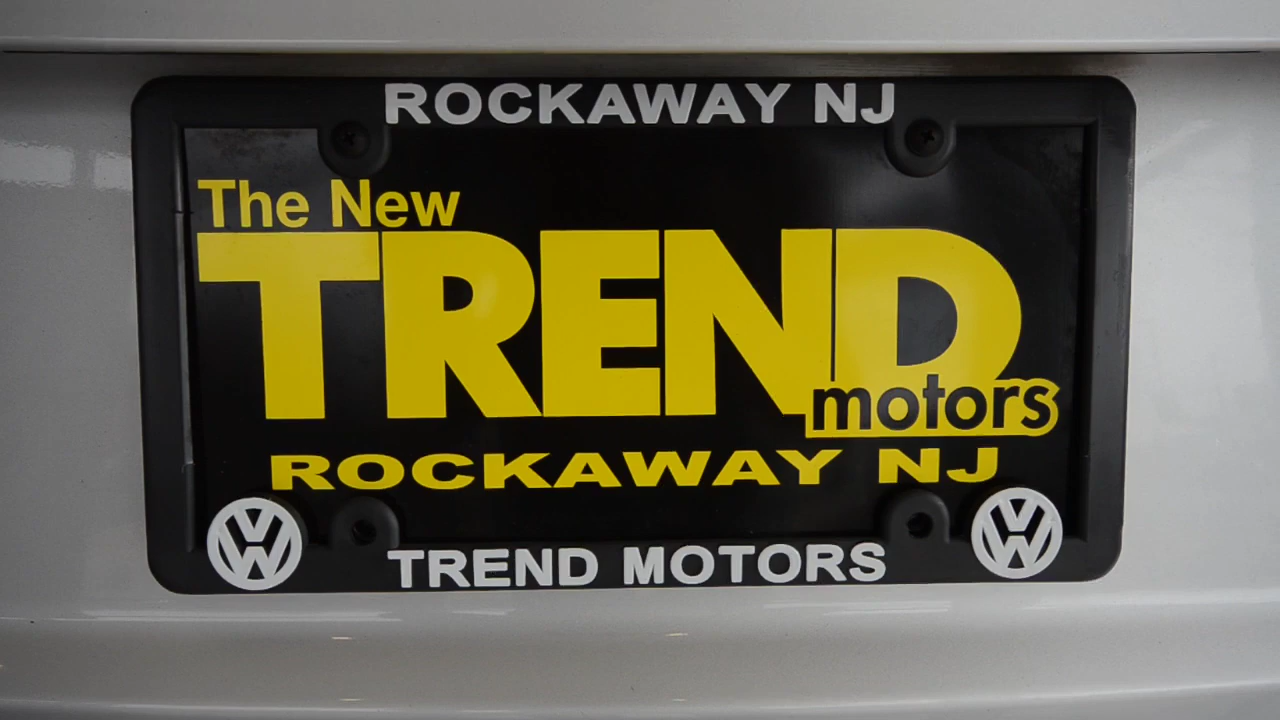 ROCKAWAY NJ
The New
TREND
motors
ROCKAWAY NJ
TREND MOTORS